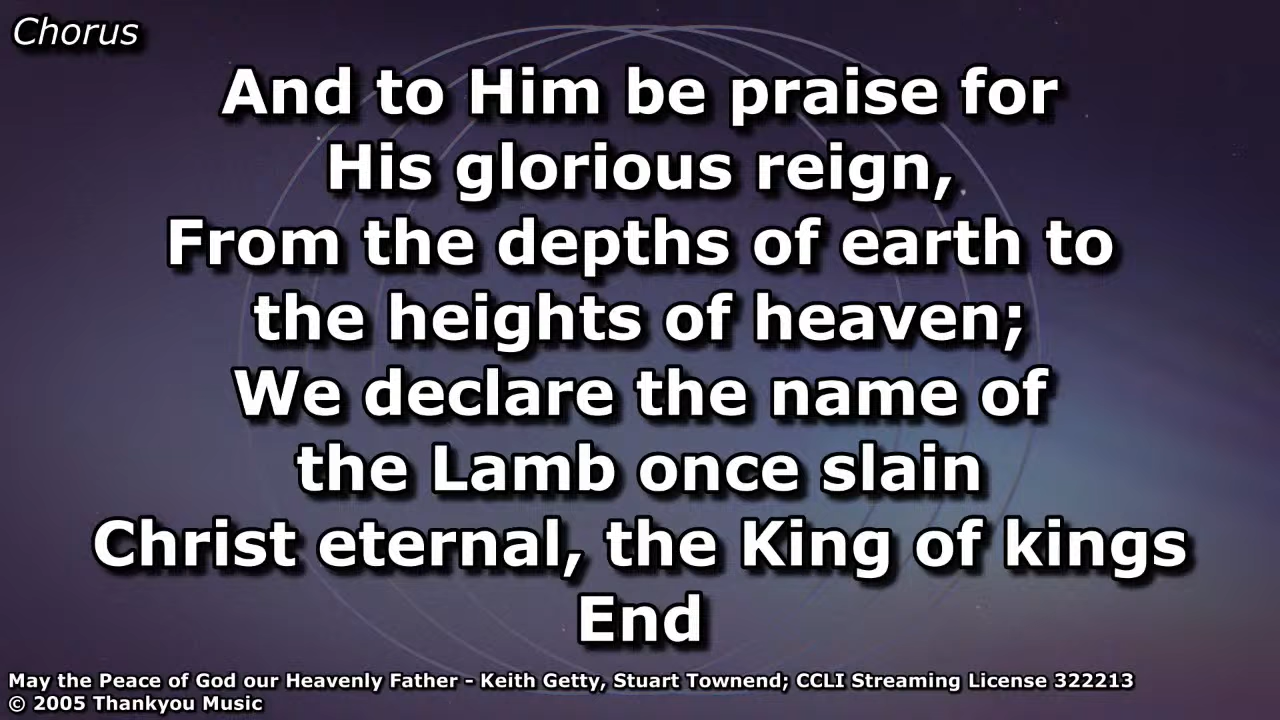 Chorus
And to Him be praise for
His glorious reign,
From the depths of earth to
the heights of heaven;
We declare the name of
the Lamb once slain
Christ eternal, the King of kings
End
May the Peace of God our Heavenly Father - Keith Getty, Stuart Townend; CCLI Streaming License 322213
© 2005 Thankyou Music